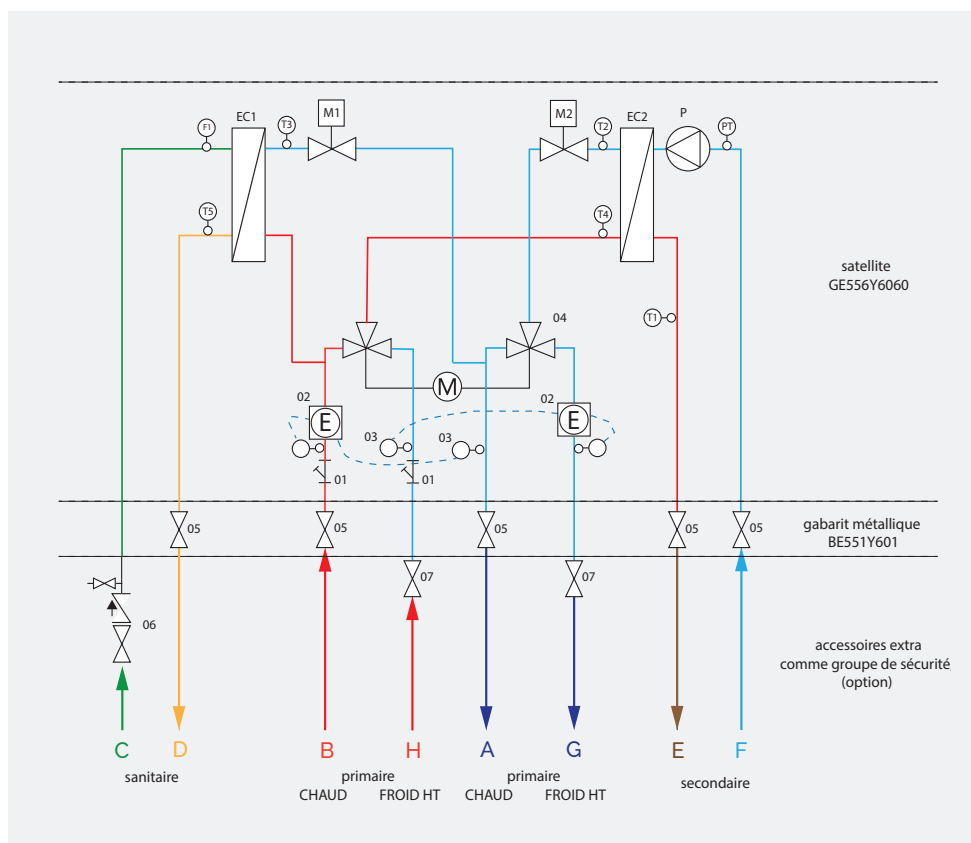 EC1
M1
M2
EC2
P
F1
T3
T2
PT
T5
T4
satellite
GE556Y6060
T1
04
M
02
E
02
E
03
03
01
01
05
05
05
05
05
gabarit métallique
BE551Y601
07
07
06
accessoires extra
comme groupe de sécurité
(option)
C
D
B
H
A
G
E
F
sanitaire
primaire
primaire
secondaire
CHAUD
FROID HT
CHAUD
FROID HT